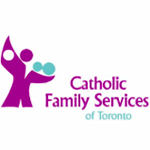 Catholic
Family Services
of Toronto